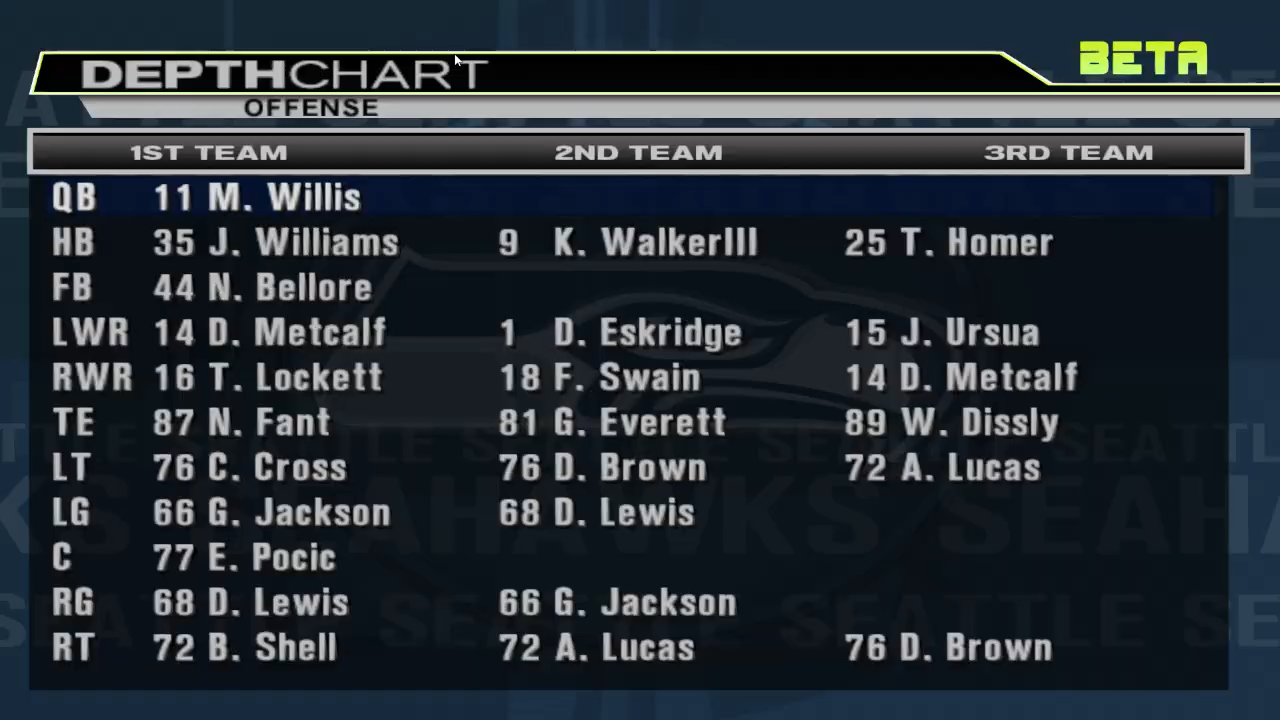 BETA
DEPTHCHART
OFFENSE
1ST TEAM 2ND TEAM 3RD TEAM
QB 11 M. Willis
HB 35 J. Williams 9 K. WalkerIII 25 T. Homer
FB 44 N. Bellore
LWR 14 D. Metcalf 1 D. Eskridge 15 J. Ursua
RWR 16 T. Lockett 18 F. Swain 14 D. Metcalf
TE 87 N. Fant 81 G. Everett 89 W. Dissly
LT 76 C. Cross 76 D. Brown 72 A. Lucas
LG 66 G. Jackson 68 D. Lewis
C 77 E. Pocic
RG 68 D. Lewis 66 G. Jackson
RT 72 B. Shell 72 A. Lucas 76 D. Brown